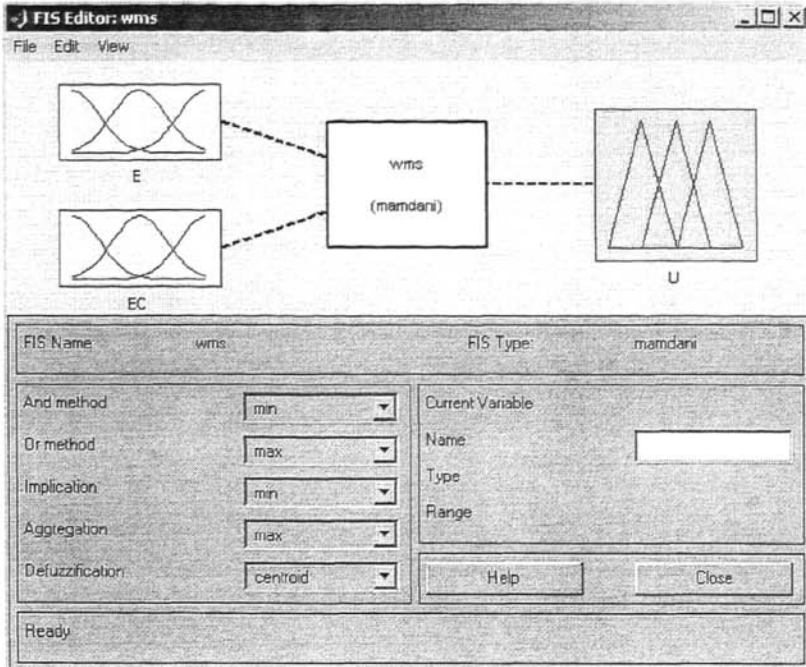 FIS Editor: wms
File Edit View
E
EC
wms
(mamdani)
U
FIS Name: wms FIS Type: mamdani
And method min
Or method max
Implication min
Aggregation max
Defuzzification centroid
Current Variable
Name
Type
Range
Help Close
Ready